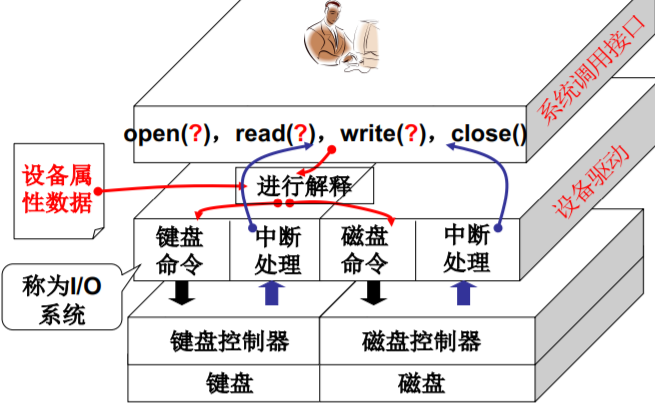 系统调用接口
open(?)，read(?)，write(?)，close()
设备属
性数据
进行解释
设备驱动
键盘
命令
中断
处理
磁盘
命令
中断
处理
称为I/O
系统
键盘控制器
磁盘控制器
键盘
磁盘